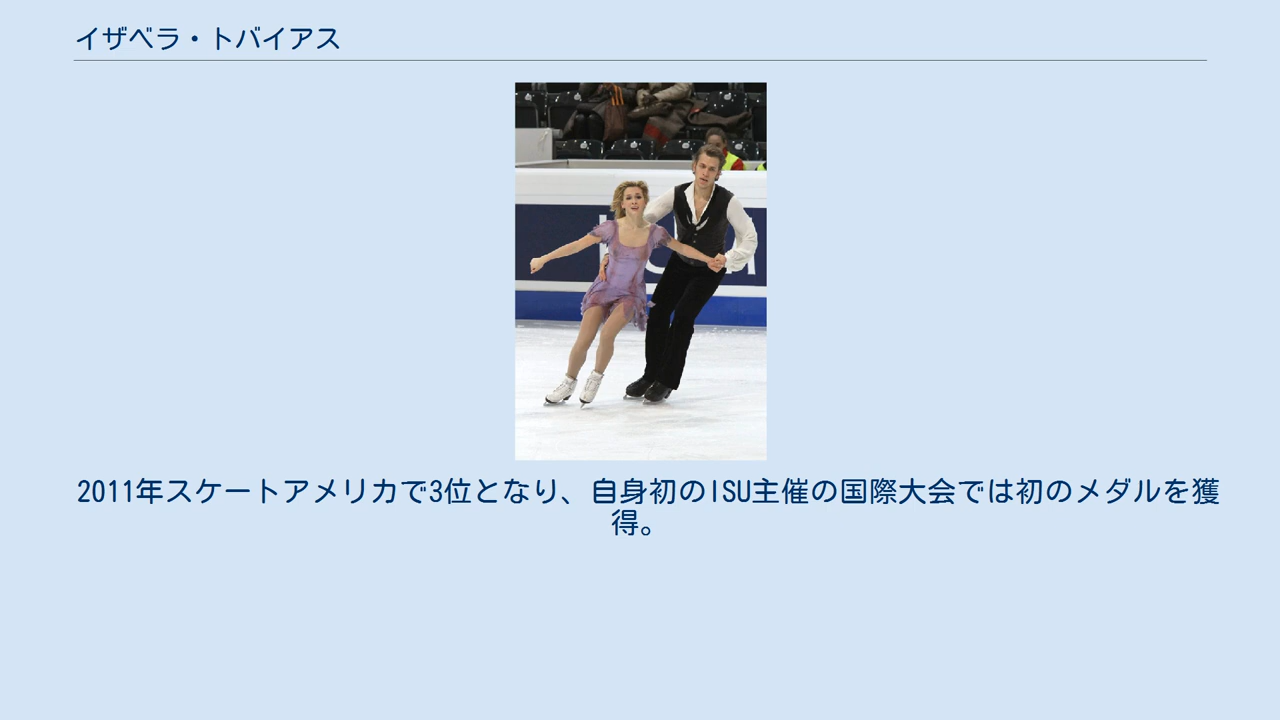 イザベラ・トバイアス
2011年スケートアメリカで3位となり、自身初のISU主催の国際大会では初のメダルを獲
得。